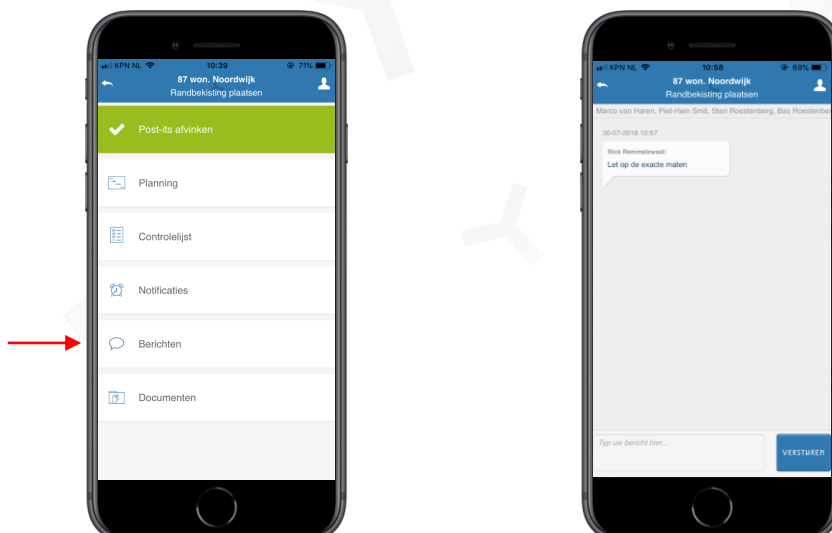 KPN NL 10:39 71%
87 won. Noordwijk
Randbekisting plaatsen
Post-its afvinken
Planning
Controlelijst
Notificaties
Berichten
Documenten
KPN NL 10:58 69%
87 won. Noordwijk
Randbekisting plaatsen
Marco van Haren, Piet-Hein Smit, Stan Roestenberg, Bas Roestenber
30-07-2018 10:57
Rick Remmelzwaal:
Let op de exacte maten
Typ uw bericht hier...
VERSTUREN